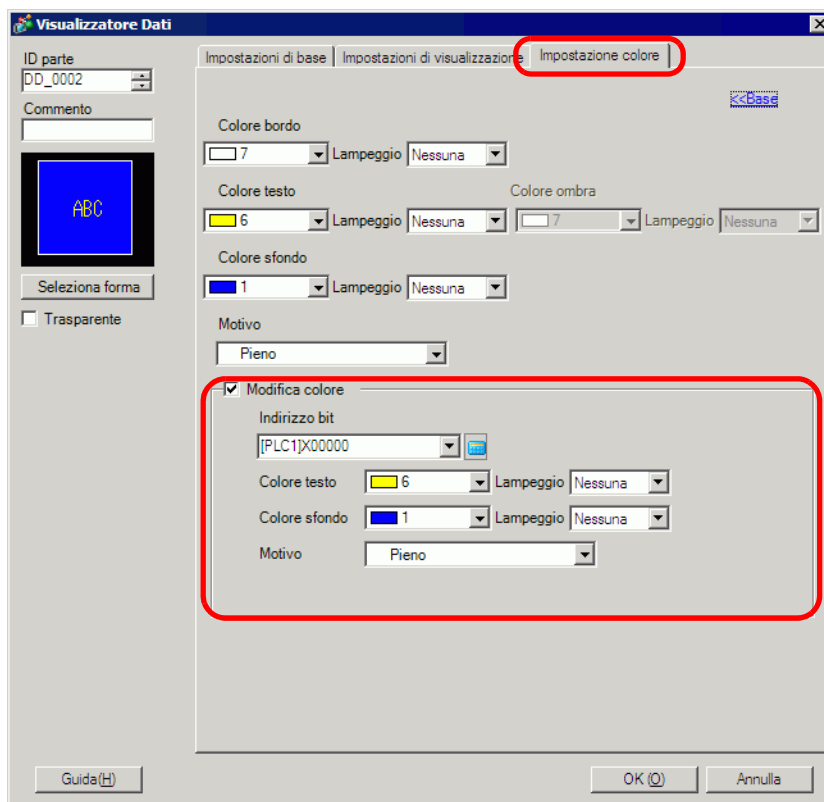 Visualizzatore Dati
ID parte
DD_0002
Commento
ABC
Seleziona forma
Trasparente
Impostazioni di base Impostazioni di visualizzazione Impostazione colore
<<Base
Colore bordo
7 Lampeggio Nessuna
Colore testo Colore ombra
6 Lampeggio Nessuna 7 Lampeggio Nessuna
Colore sfondo
1 Lampeggio Nessuna
Motivo
Pieno
Modifica colore
Indirizzo bit
[PLC1]X00000
Colore testo 6 Lampeggio Nessuna
Colore sfondo 1 Lampeggio Nessuna
Motivo Pieno
Guida(H) OK (O) Annulla